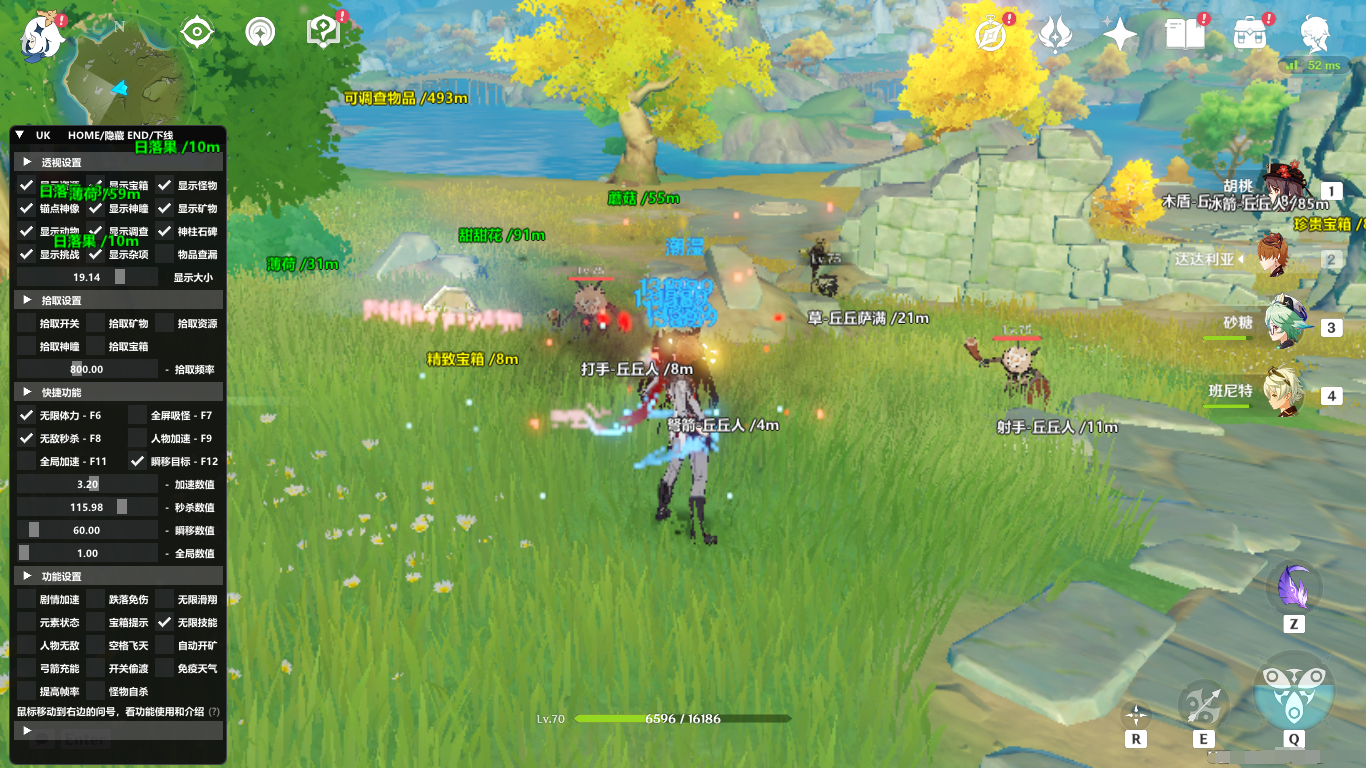 N
52 ms
可调查物品 /493m
UK HOME/隐藏 END/下线
日落果 /10m
透视设置
显示宝箱 显示怪物
薄荷 /59m
锚点神像 显示神瞳 显示矿物
显示动物 显示调查 神柱石碑
日落果 /10m
显示挑战 显示杂项 物品查漏
19.14 显示大小
拾取设置
拾取开关 拾取矿物 拾取资源
拾取神瞳 拾取宝箱
800.00 - 拾取频率
快捷功能
无限体力 - F6 全屏吸怪 - F7
无敌秒杀 - F8 人物加速 - F9
全局加速 - F11 瞬移目标 - F12
3.20 - 加速数值
115.98 - 秒杀数值
60.00 - 瞬移数值
1.00 - 全局数值
功能设置
剧情加速 跌落免伤 无限滑翔
元素状态 宝箱提示 无限技能
人物无敌 空格飞天 自动开矿
弓箭充能 开关偷渡 免疫天气
提高帧率 怪物自杀
鼠标移动到右边的问号，看功能使用和介绍 (?)
Enter
蘑菇 /55m
甜甜花 /91m
薄荷 /31m
潮湿
Lv.75
草-丘丘萨满 /21m
精致宝箱 /8m
打手-丘丘人 /8m
弩箭-丘丘人 /4m
Lv.75
射手-丘丘人 /11m
胡桃 1
冰箭-丘丘人 /85m
珍贵宝箱
达达利亚 2
砂糖 3
班尼特 4
Z
R E Q
Lv.70 6596 / 16186